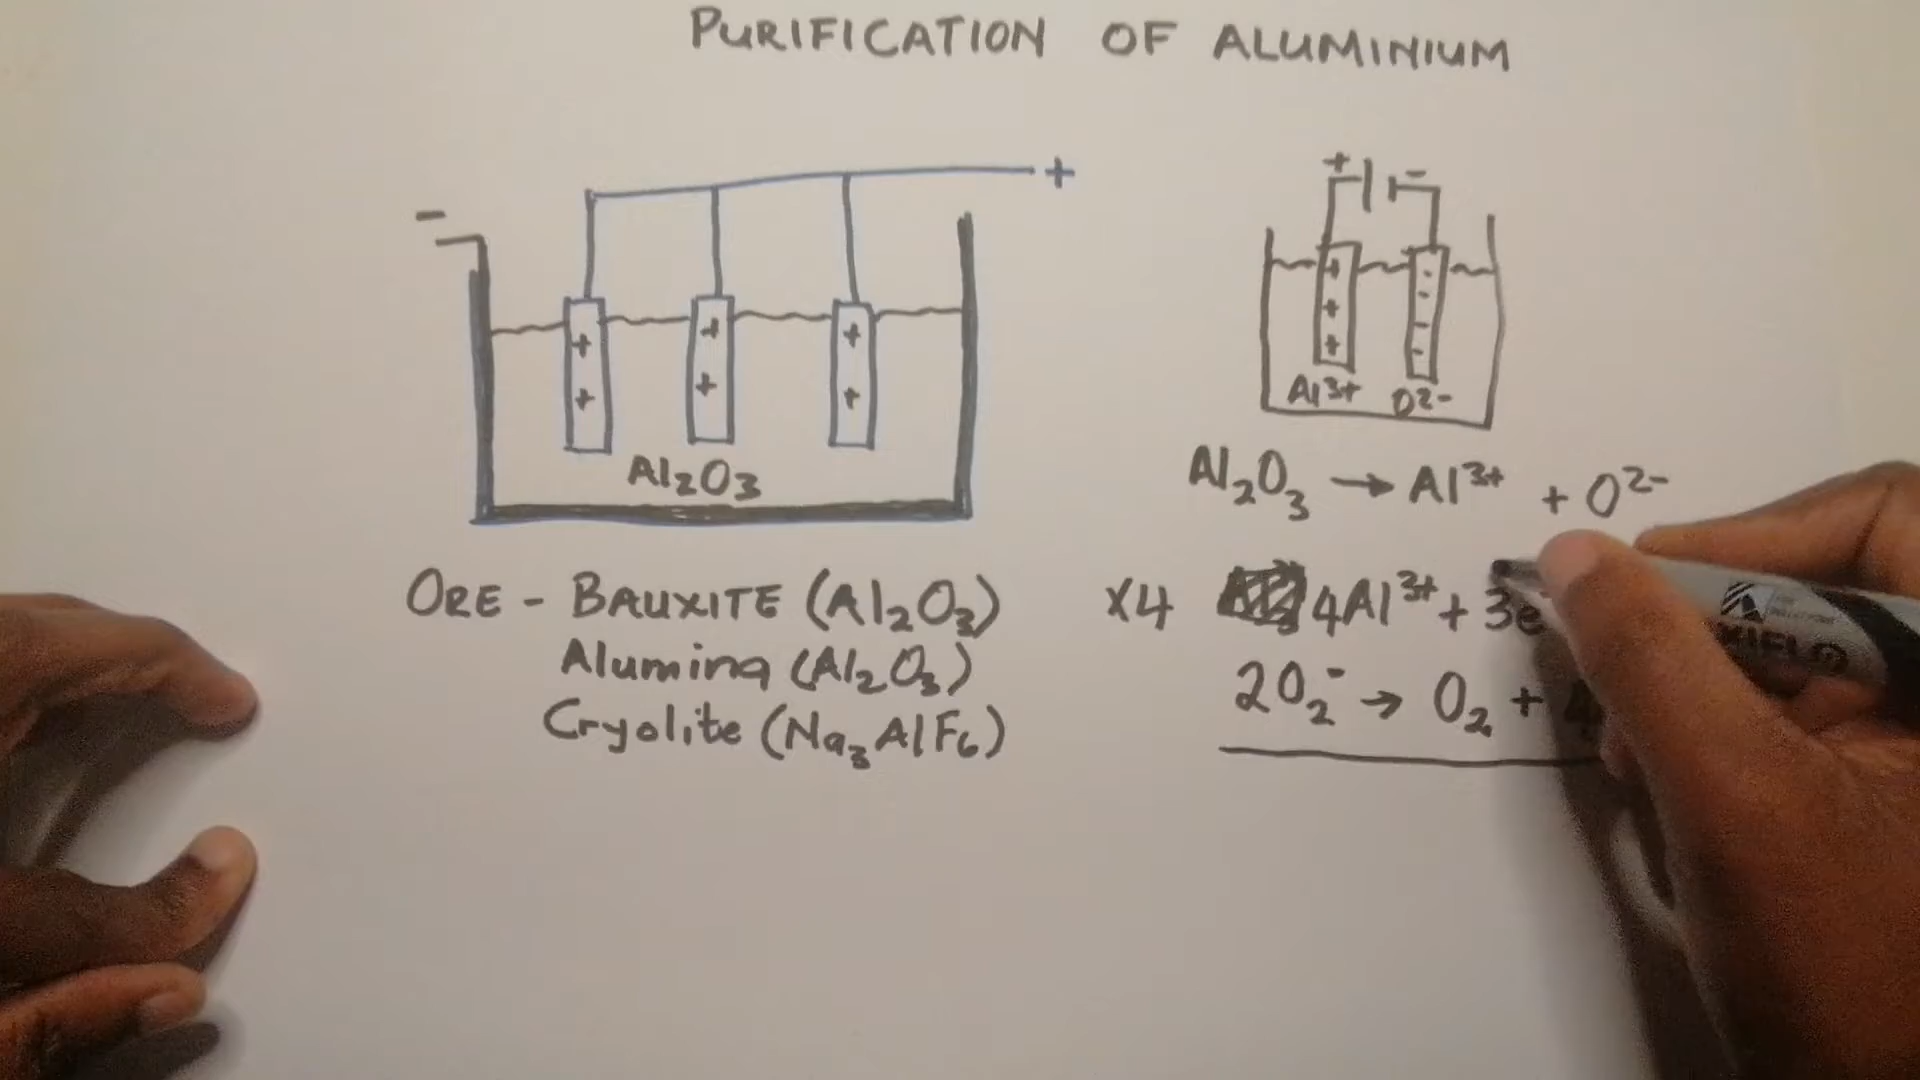 PURIFICATION OF ALUMINIUM
-
+
+ -
+ + +
+ + +
+ + +
- - - -
Al³⁺ O²⁻
Al₂O₃
Al₂O₃ → Al³⁺ + O²⁻
ORE - BAUXITE (Al₂O₃)
Alumina (Al₂O₃)
Cryolite (Na₃AlF₆)
X4 4Al³⁺ + 3e
2O₂⁻ → O₂ + 4